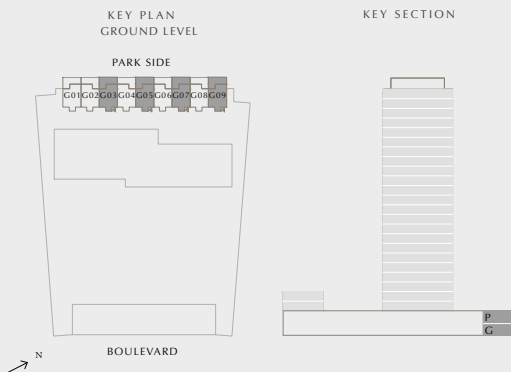 KEY PLAN
GROUND LEVEL
KEY SECTION
PARK SIDE
G01 G02 G03 G04 G05 G06 G07 G08 G09
P
G
BOULEVARD
N